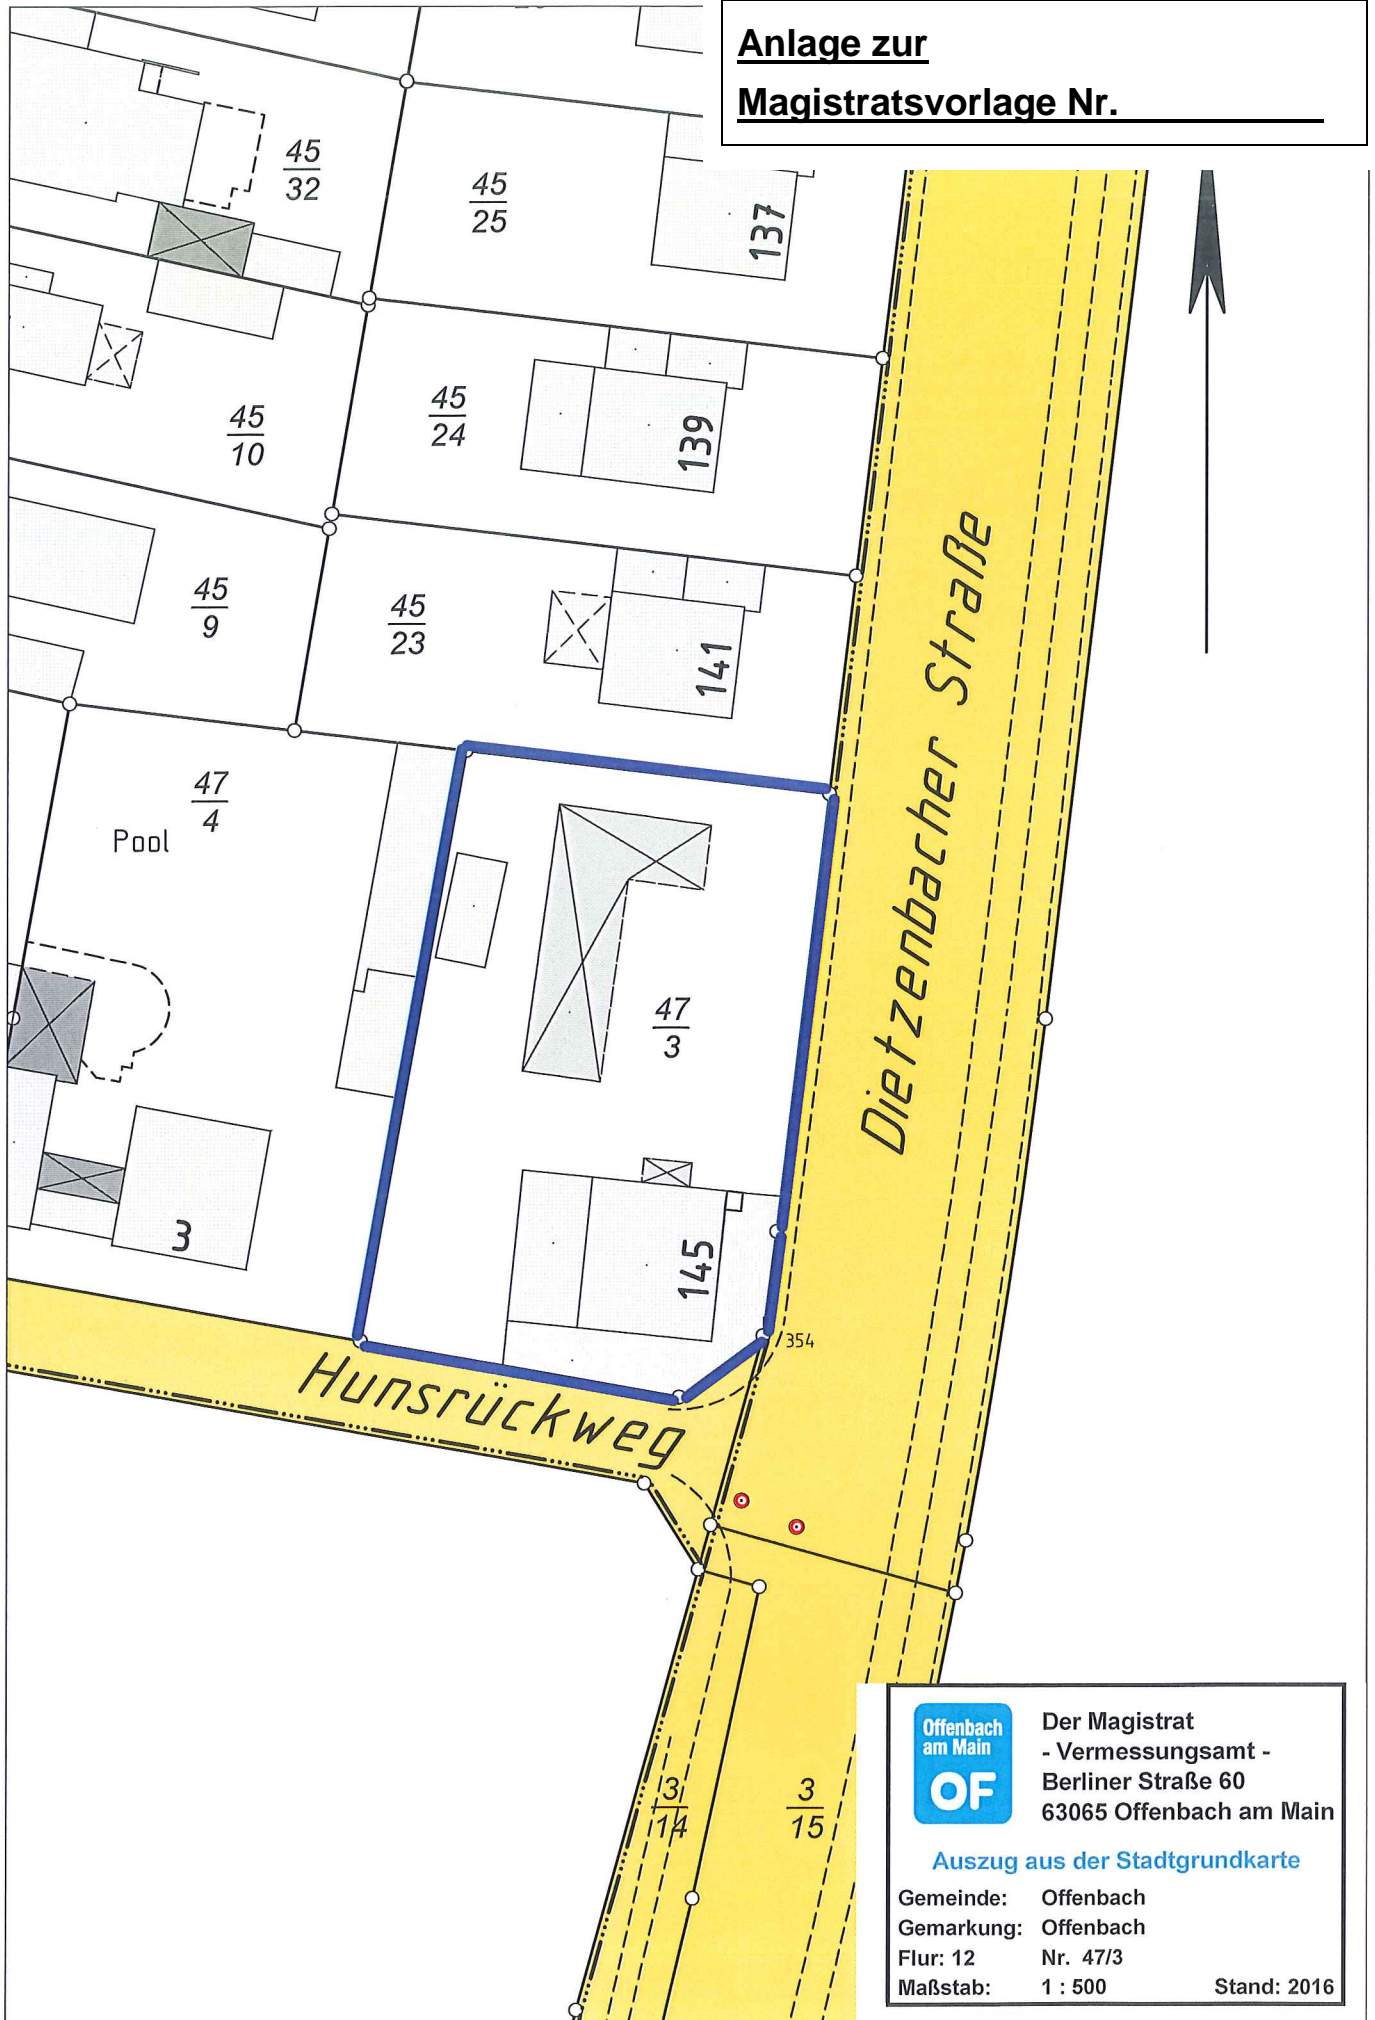 Anlage zur
Magistratsvorlage Nr.
45
32
45
25
137
45
10
45
24
139
45
9
45
23
141
47
4
Pool
47
3
3
145
354
Dietzenbacher Straße
Hunsrückweg
3
14
3
15
Offenbach
am Main
OF
Der Magistrat
- Vermessungsamt -
Berliner Straße 60
63065 Offenbach am Main
Auszug aus der Stadtgrundkarte
Gemeinde: Offenbach
Gemarkung: Offenbach
Flur: 12 Nr. 47/3
Maßstab: 1 : 500 Stand: 2016